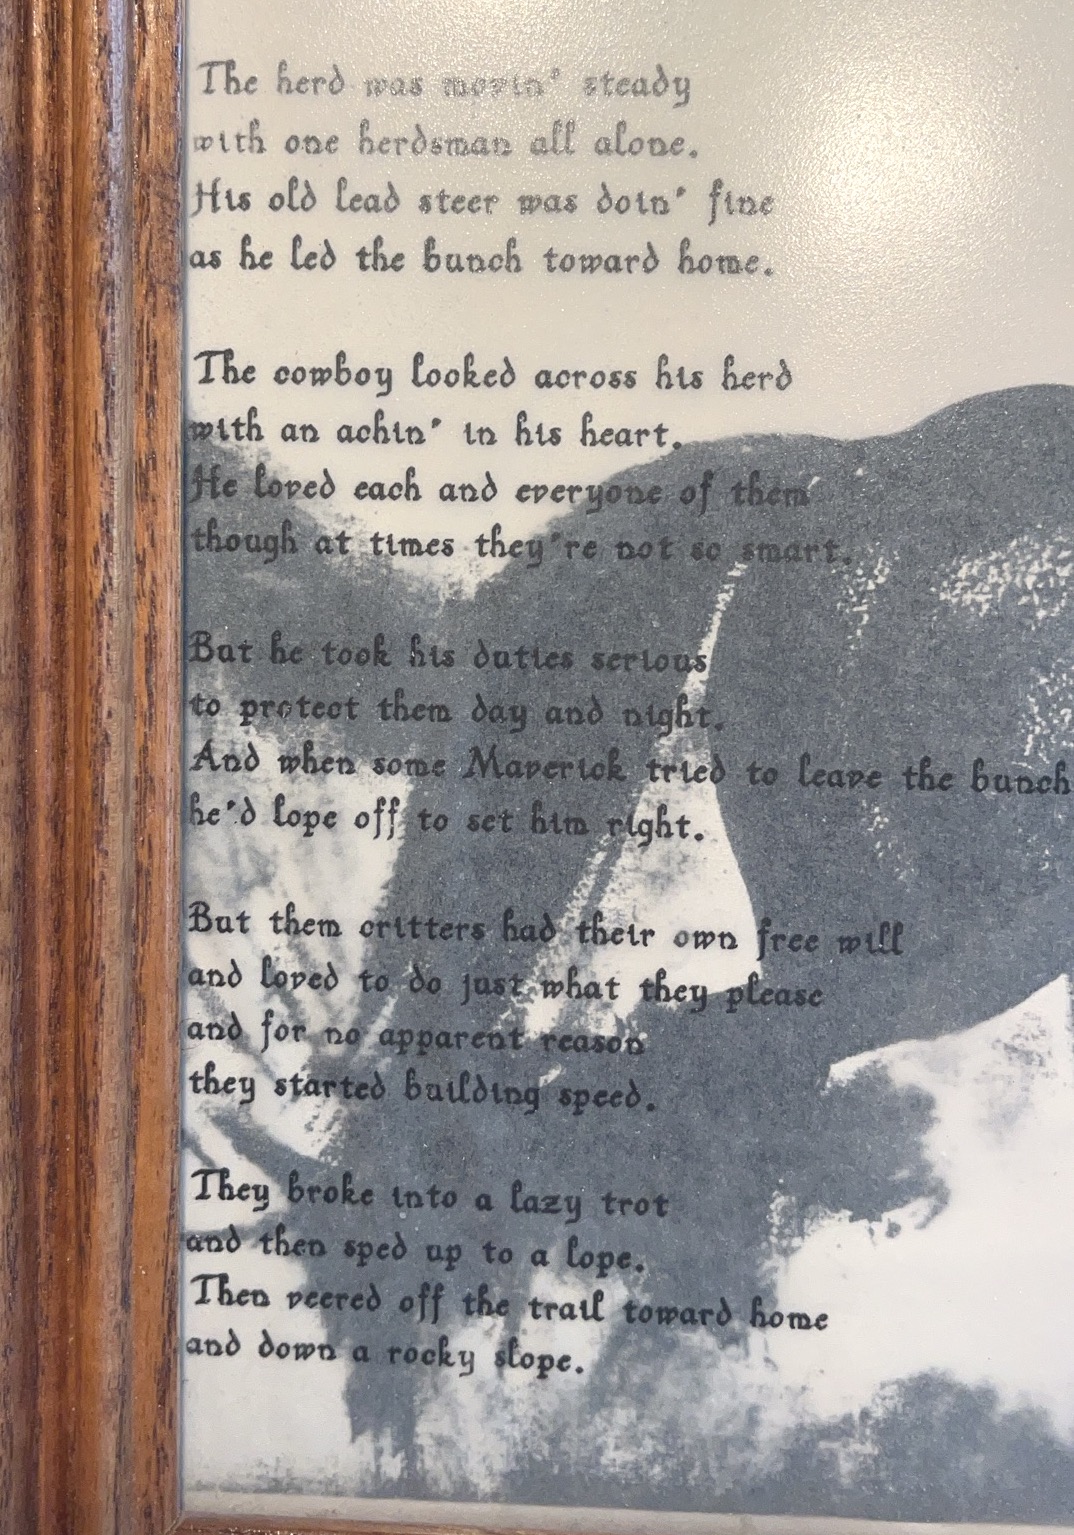 The herd was movin' steady
with one herdsman all alone.
His old lead steer was doin' fine
as he led the bunch toward home.
The cowboy looked across his herd
with an achin' in his heart.
He loved each and everyone of them
though at times they're not so smart.
But he took his duties serious
to protect them day and night.
And when some Maverick tried to leave the bunch
he'd lope off to set him right.
But them critters had their own free will
and loved to do just what they please
and for no apparent reason
they started building speed.
They broke into a lazy trot
and then sped up to a lope.
Then veered off the trail toward home
and down a rocky slope.